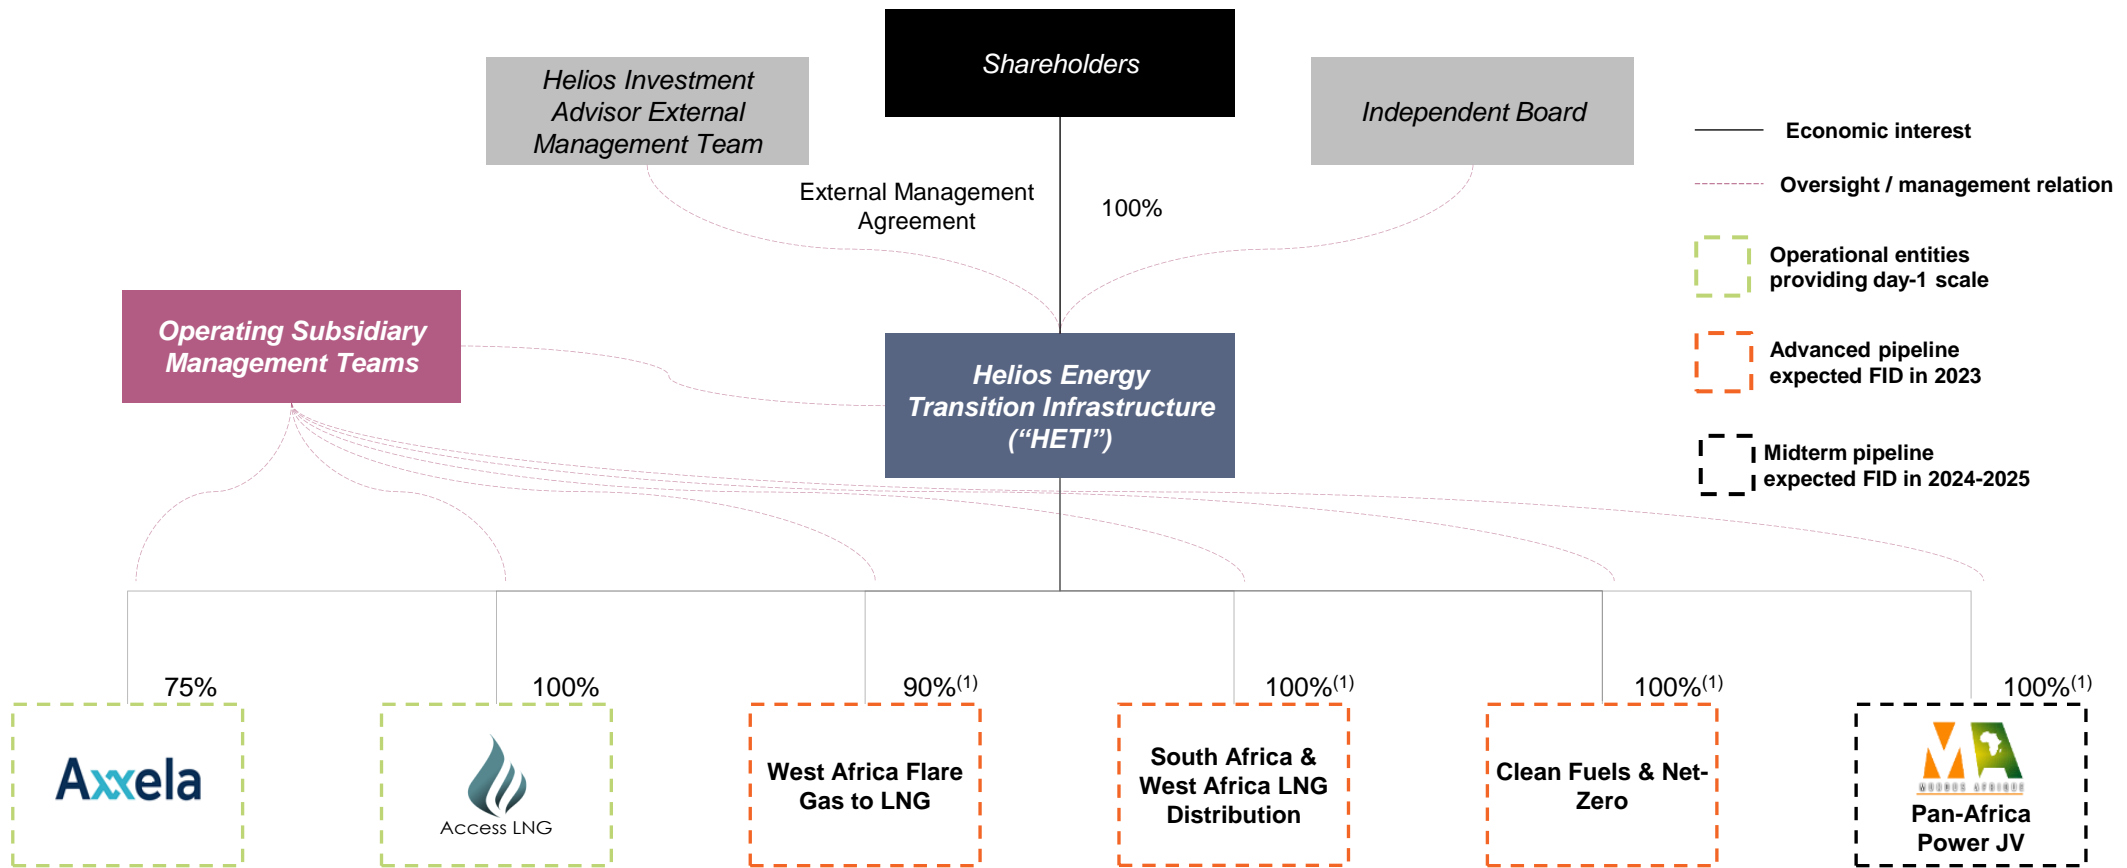 Shareholders
Helios Investment
Advisor External
Management Team
Independent Board
Economic interest
Oversight / management relation
External Management
Agreement
100%
Operational entities
providing day-1 scale
Operating Subsidiary
Management Teams
Helios Energy
Transition Infrastructure
(“HETI”)
Advanced pipeline
expected FID in 2023
Midterm pipeline
expected FID in 2024-2025
75%
100%
90%(1)
100%(1)
100%(1)
100%(1)
Axxela
Access LNG
West Africa Flare
Gas to LNG
South Africa &
West Africa LNG
Distribution
Clean Fuels & Net-
Zero
MA
Pan-Africa
Power JV